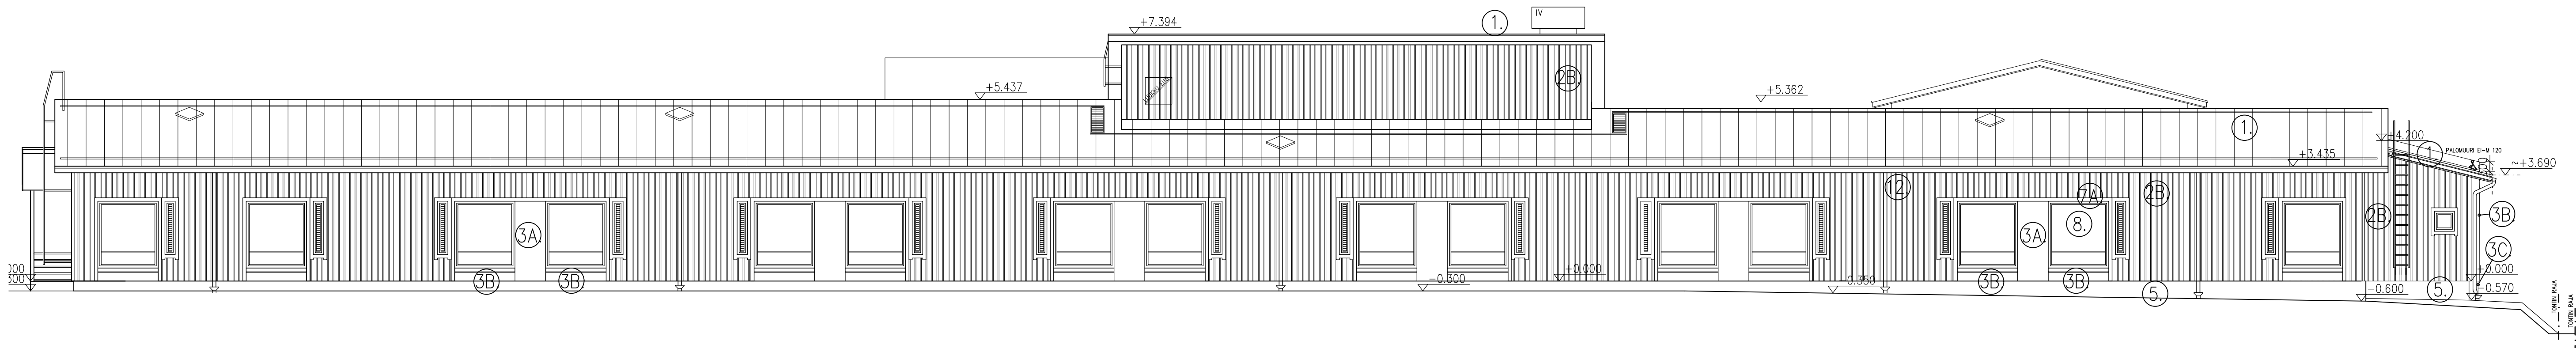 IV
1.
+7.394
2B.
+5.437
+5.362
1.
+4.200
PALOMUURI EI-M 120
1.
~+3.690
+3.435
12.
7A
2B.
2B
3B.
8.
3A.
3A.
3C.
+0.000
-0.300
+0.000
3B.
3B.
3B.
3B.
0.350
5.
5.
-0.600
-0.570
TONTIN RAJA
TONTIN RAJA